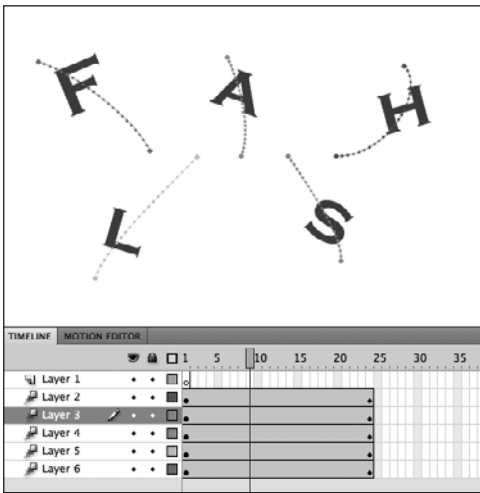 F A H
L S
TIMELINE MOTION EDITOR
1 5 10 15 20 25 30 35
Layer 1
Layer 2
Layer 3
Layer 4
Layer 5
Layer 6